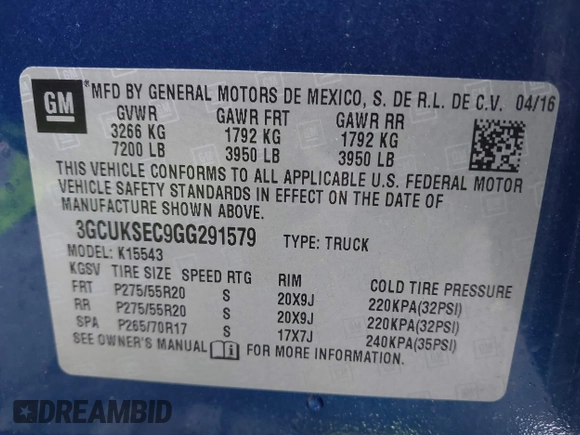 GM
*MFD BY GENERAL MOTORS DE MEXICO, S. DE R.L. DE C.V. 04/16
GVWR GAWR FRT GAWR RR
3266 KG 1792 KG 1792 KG
7200 LB 3950 LB 3950 LB
THIS VEHICLE CONFORMS TO ALL APPLICABLE U.S. FEDERAL MOTOR
VEHICLE SAFETY STANDARDS IN EFFECT ON THE DATE OF
MANUFACTURE SHOWN ABOVE.
3GCUKSEC9GG291579 TYPE: TRUCK
MODEL: K15543
KGSV TIRE SIZE SPEED RTG RIM COLD TIRE PRESSURE
FRT P275/55R20 S 20X9J 220KPA(32PSI)
RR P275/55R20 S 20X9J 220KPA(32PSI)
SPA P265/70R17 S 17X7J 240KPA(35PSI)
SEE OWNER'S MANUAL FOR MORE INFORMATION.
DREAMBID